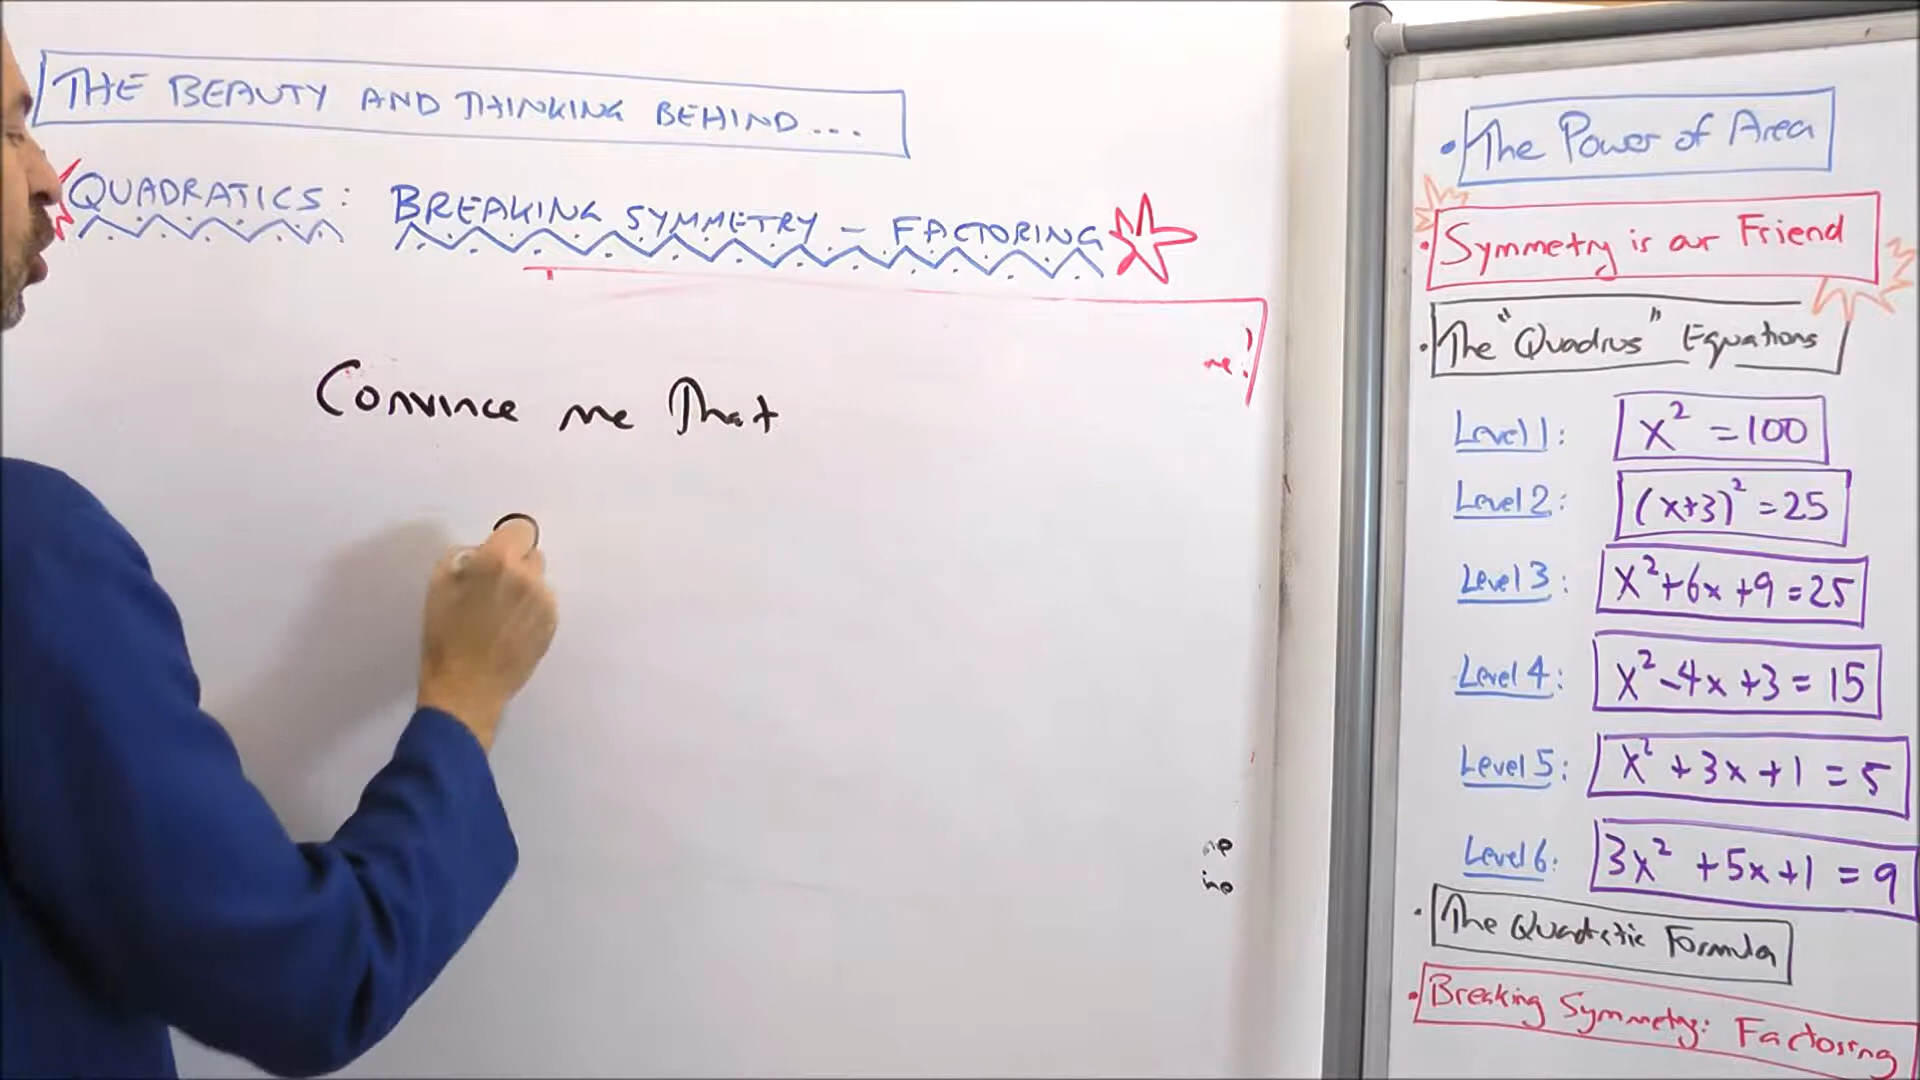 THE BEAUTY AND THINKING BEHIND...
QUADRATICS: BREAKING SYMMETRY - FACTORING
Convince me That
• The Power of Area
• Symmetry is our Friend
• The "Quadrus" Equations
Level 1: x² = 100
Level 2: (x+3)² = 25
Level 3: x²+6x+9=25
Level 4: x²-4x+3=15
Level 5: x²+3x+1=5
Level 6: 3x²+5x+1=9
• The Quadratic Formula
• Breaking Symmetry: Factoring